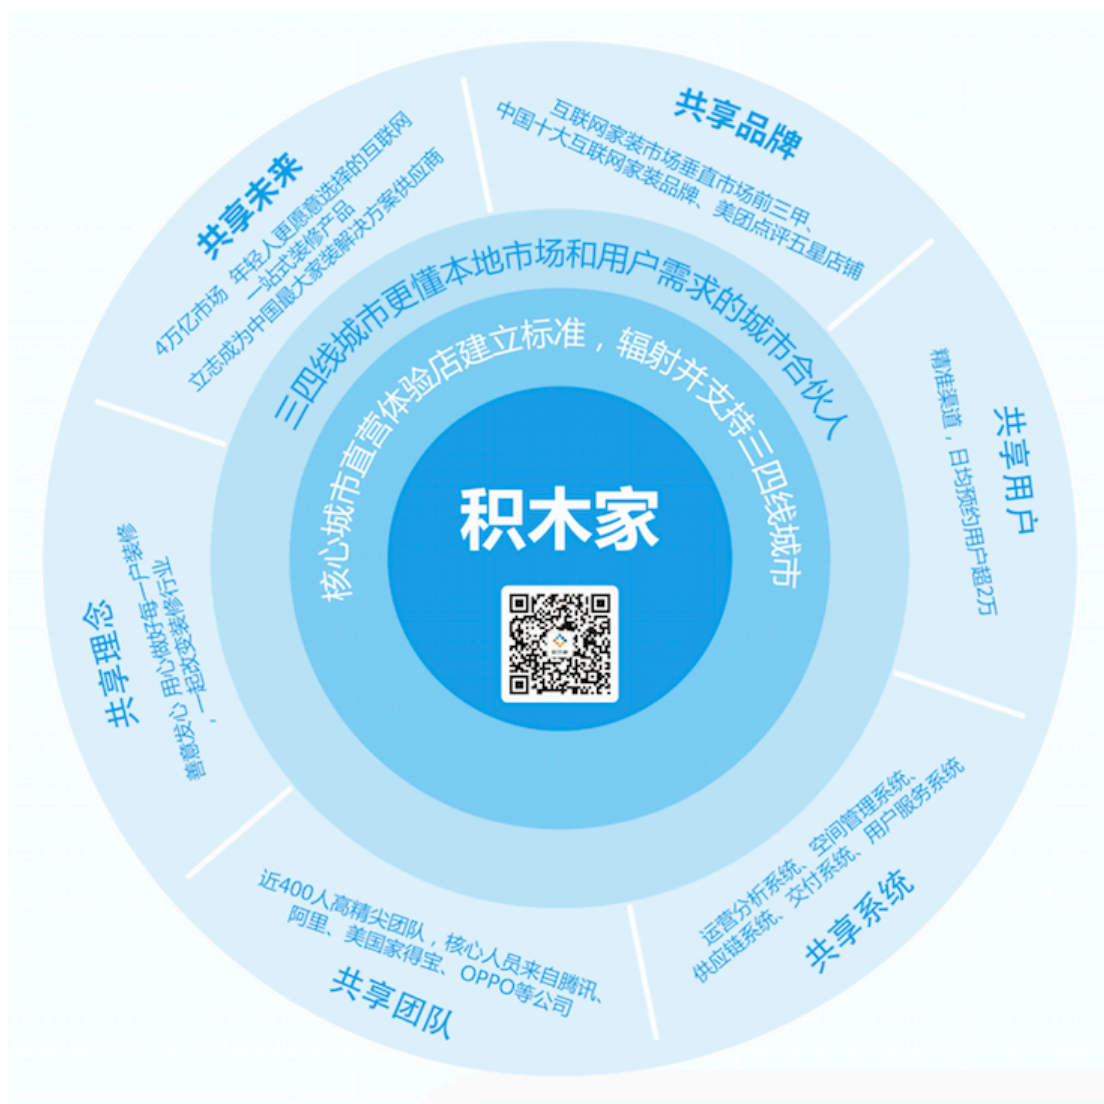 共享品牌
互联网家装市场垂直市场前三甲、
中国十大互联网家装品牌、美团点评五星店铺
共享用户
精准渠道，日均预约用户超2万
运营分析系统、空间管理系统、
供应链系统、交付系统、用户服务系统
共享系统
近400人高精尖团队，核心人员来自腾讯、
阿里、美国家得宝、OPPO等公司
共享团队
共享理念
善意发心 用心做好每一户装修
，一起改变装修行业
共享未来
4万亿市场 年轻人更愿意选择的互联网
一站式装修产品
立志成为中国最大家装解决方案供应商
三四线城市更懂本地市场和用户需求的城市合伙人
核心城市直营体验店建立标准，辐射并支持三四线城市
积木家